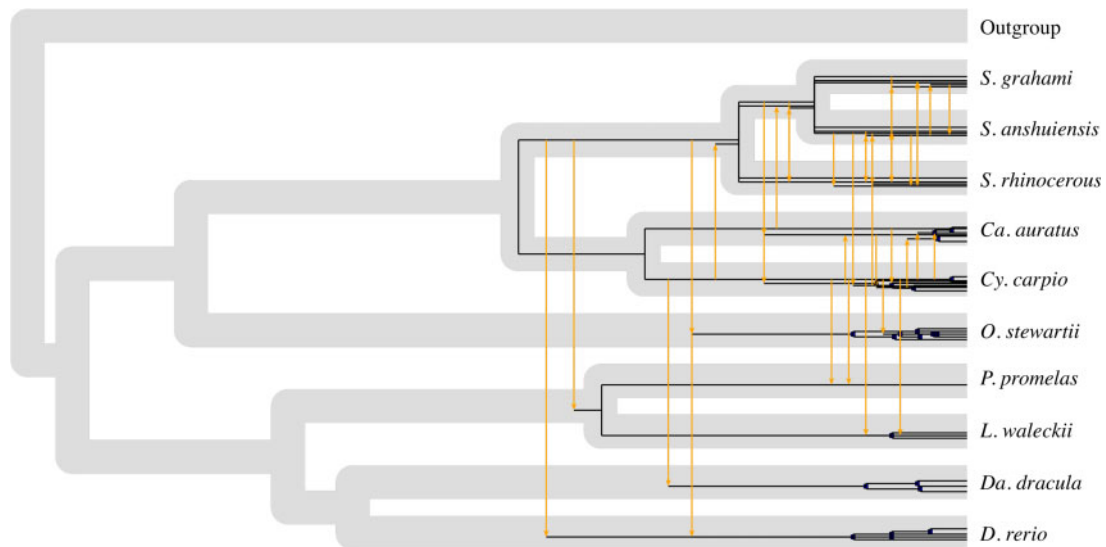 Outgroup
S. grahami
S. anshuiensis
S. rhinocerous
Ca. auratus
Cy. carpio
O. stewartii
P. promelas
L. waleckii
Da. dracula
D. rerio